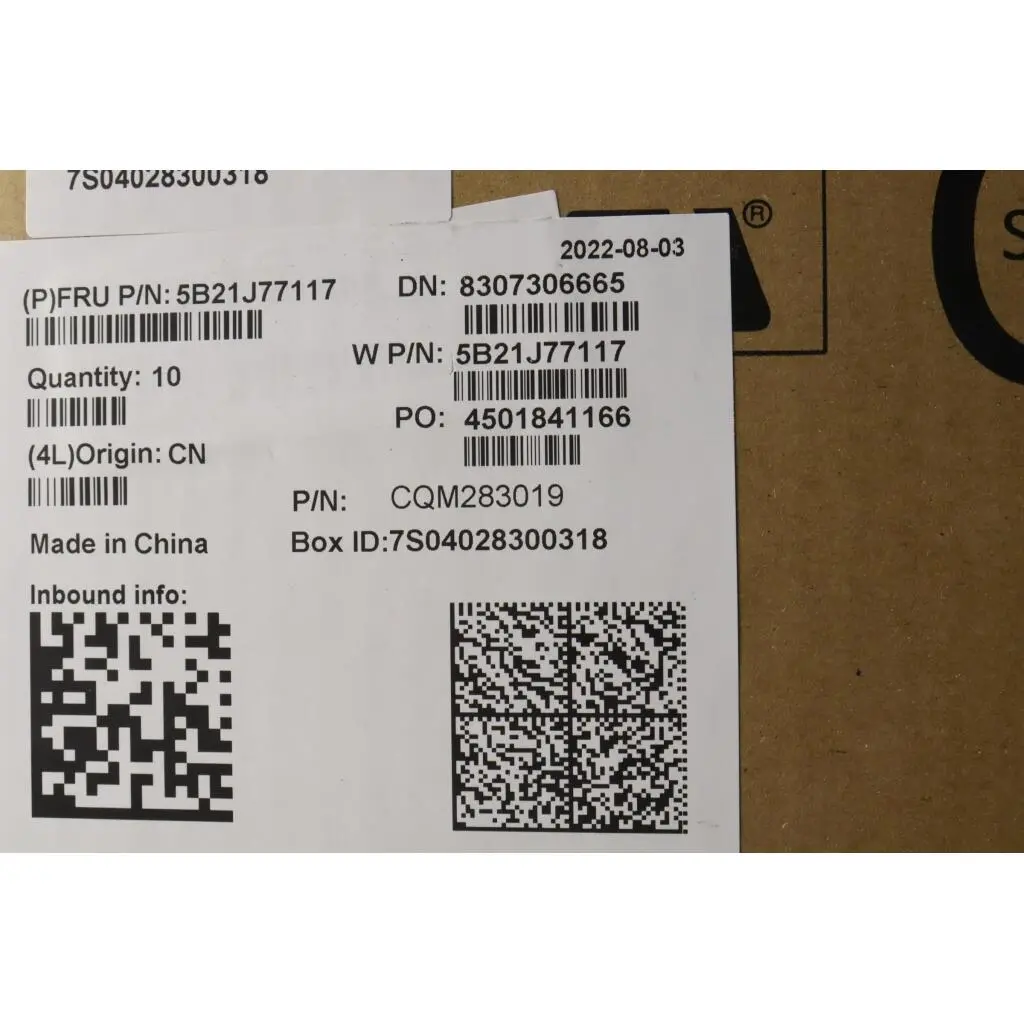 7S04028300318
®
2022-08-03
(P)FRU P/N: 5B21J77117
DN: 8307306665
W P/N: 5B21J77117
Quantity: 10
PO: 4501841166
(4L)Origin: CN
P/N: CQM283019
Made in China
Box ID:7S04028300318
Inbound info: